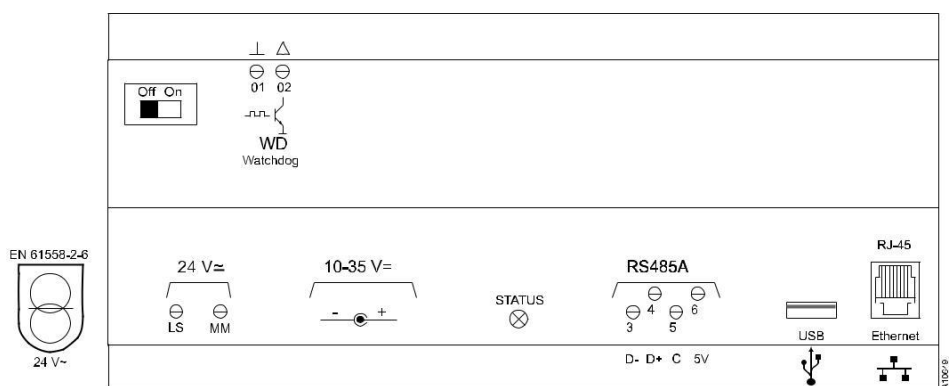 ⊥ △
01 02
Off On
WD
Watchdog
EN 61558-2-6
24 V~
24 V≃
LS MM
10-35 V=
- +
STATUS
RS485A
3 4 5 6
D- D+ C 5V
USB
RJ-45
Ethernet